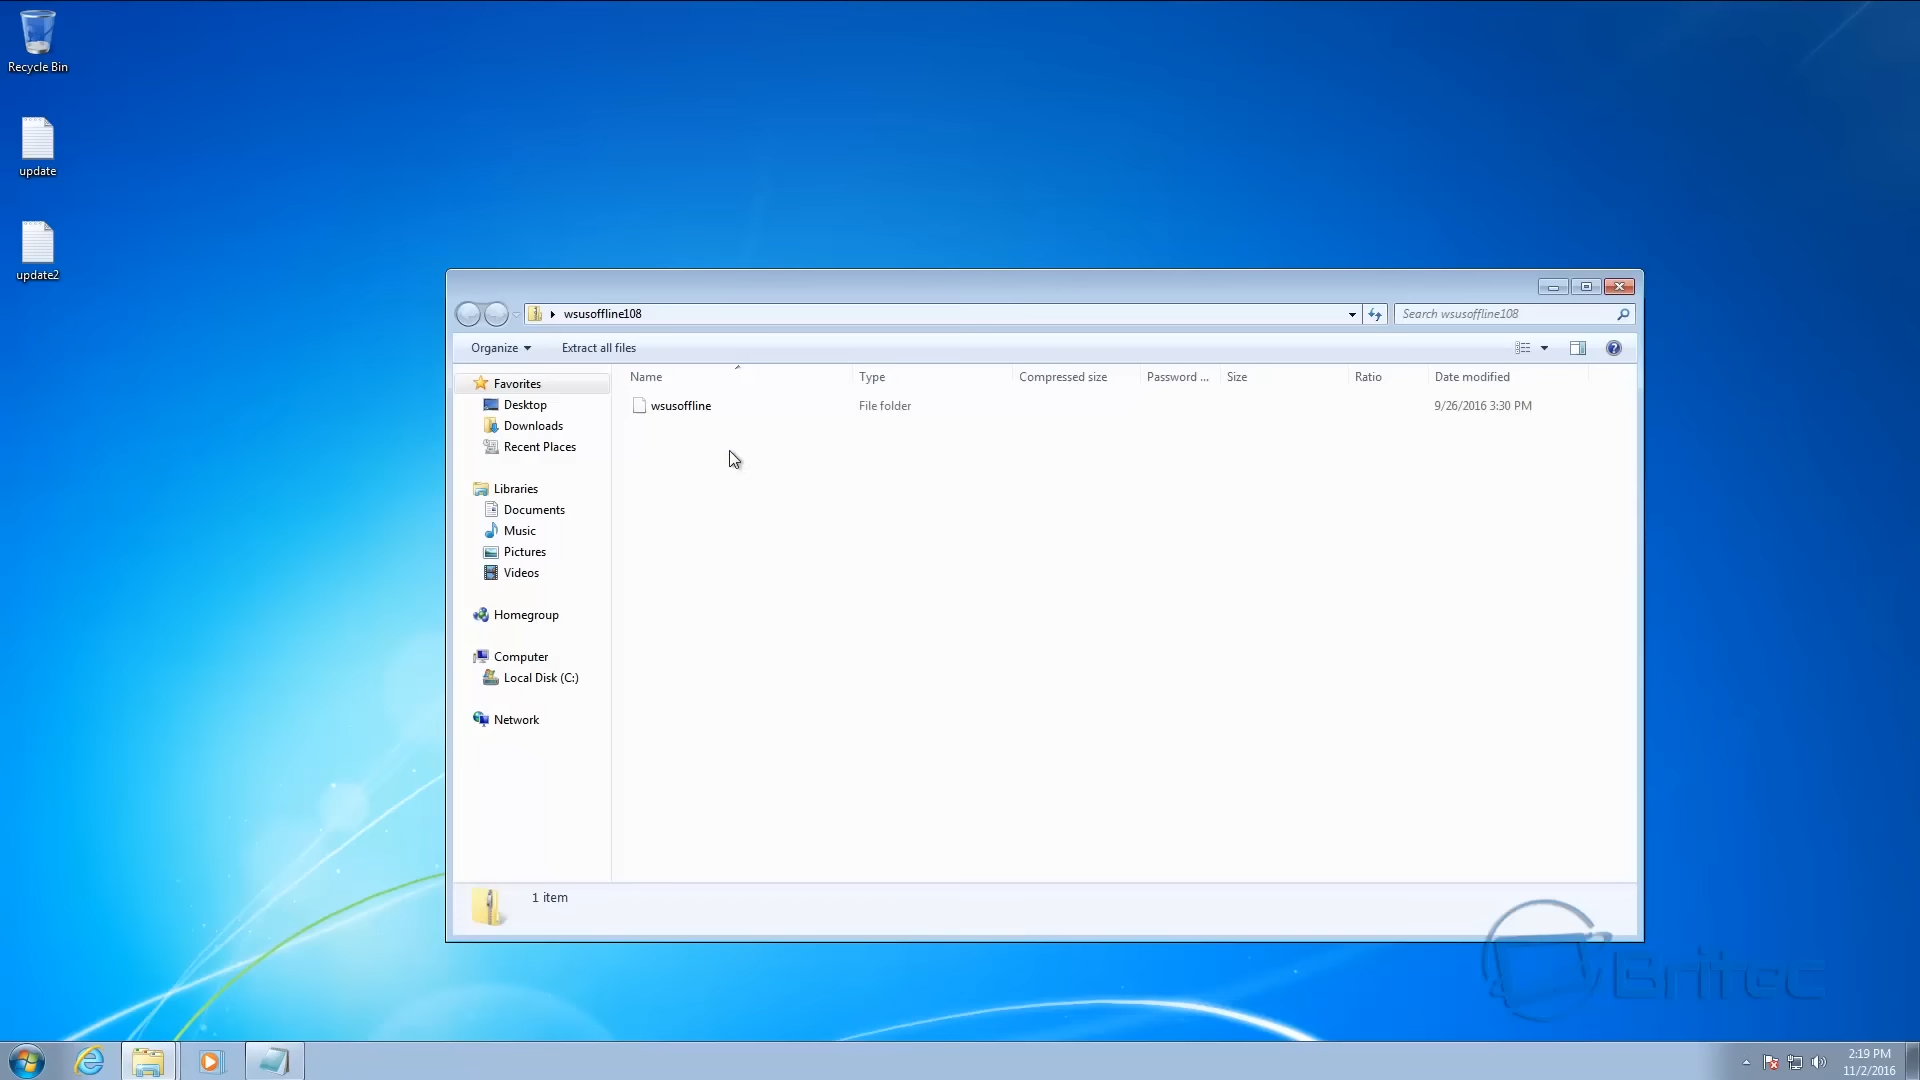 Recycle Bin
update
update2
wsusoffline108
Search wsusoffline108
Organize
Extract all files
Name
Type
Compressed size
Password ...
Size
Ratio
Date modified
wsusoffline
File folder
9/26/2016 3:30 PM
Favorites
Desktop
Downloads
Recent Places
Libraries
Documents
Music
Pictures
Videos
Homegroup
Computer
Local Disk (C:)
Network
1 item
Britec
2:19 PM
11/2/2016